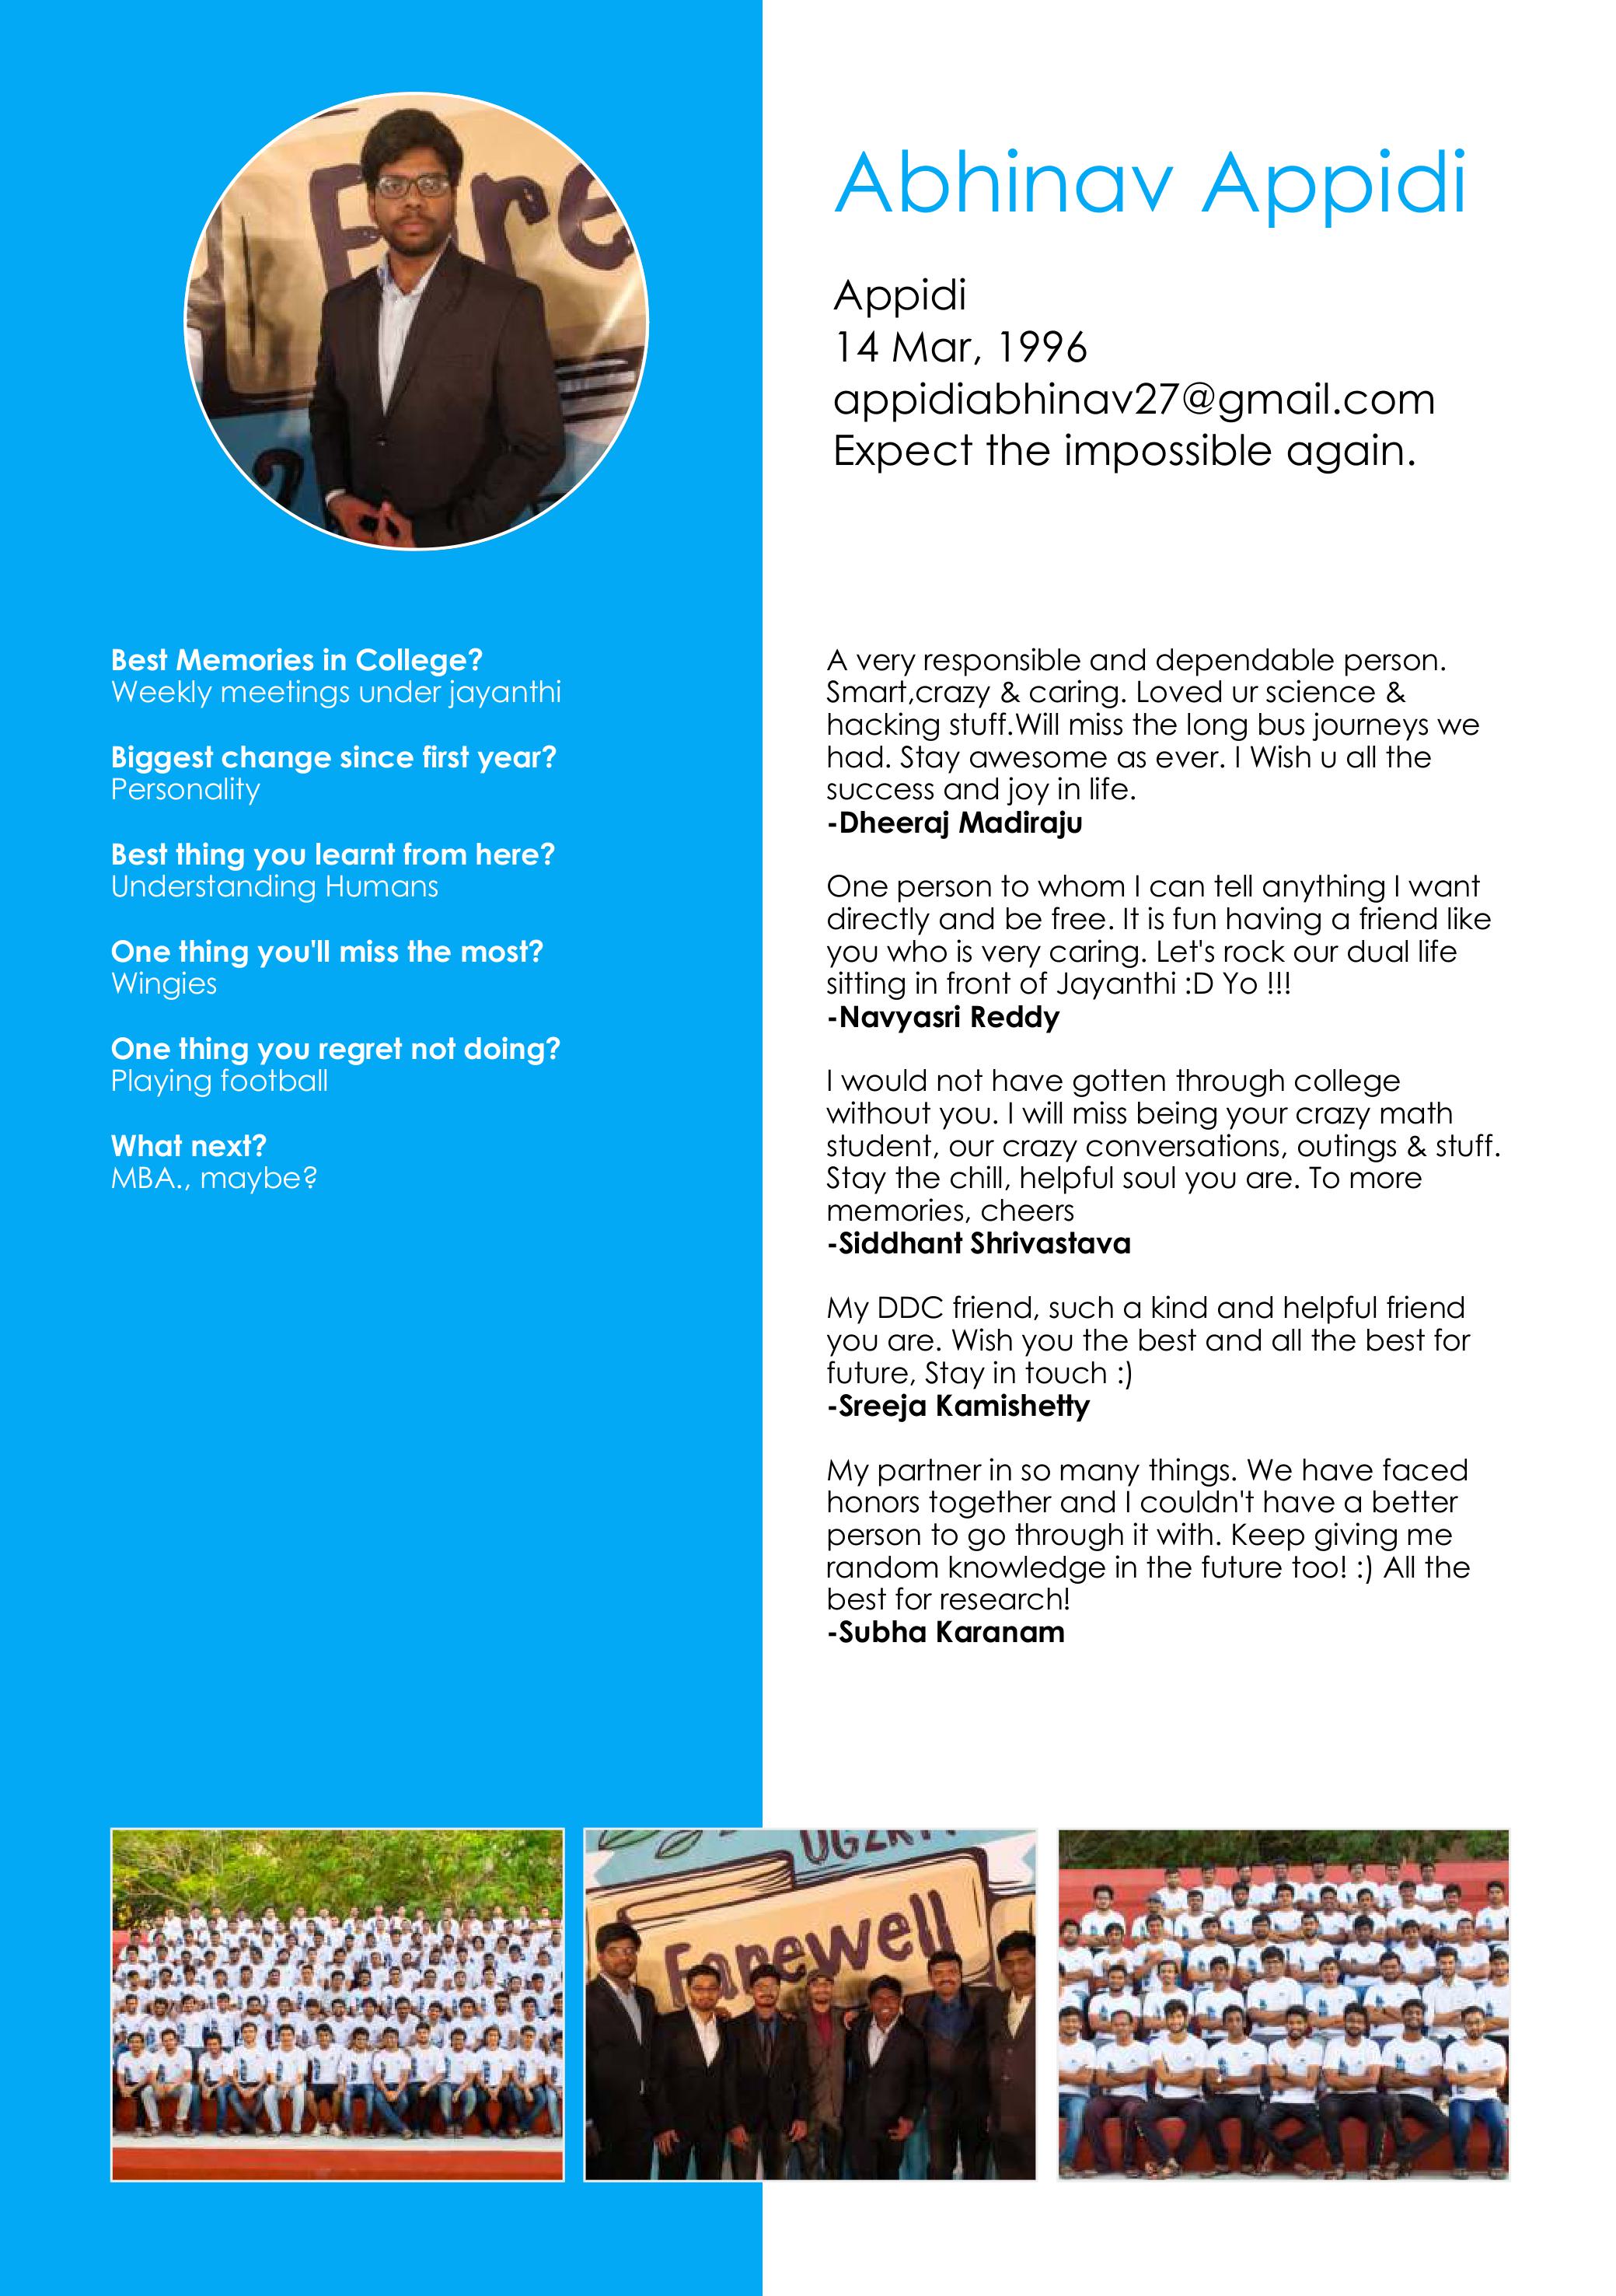 Fare
Abhinav Appidi
Appidi
14 Mar, 1996
appidiabhinav27@gmail.com
Expect the impossible again.
Best Memories in College?
Weekly meetings under jayanthi
Biggest change since first year?
Personality
Best thing you learnt from here?
Understanding Humans
One thing you'll miss the most?
Wingies
One thing you regret not doing?
Playing football
What next?
MBA., maybe?
A very responsible and dependable person.
Smart,crazy & caring. Loved ur science &
hacking stuff.Will miss the long bus journeys we
had. Stay awesome as ever. I Wish u all the
success and joy in life.
-Dheeraj Madiraju
One person to whom I can tell anything I want
directly and be free. It is fun having a friend like
you who is very caring. Let's rock our dual life
sitting in front of Jayanthi :D Yo !!!
-Navyasri Reddy
I would not have gotten through college
without you. I will miss being your crazy math
student, our crazy conversations, outings & stuff.
Stay the chill, helpful soul you are. To more
memories, cheers
-Siddhant Shrivastava
My DDC friend, such a kind and helpful friend
you are. Wish you the best and all the best for
future, Stay in touch :)
-Sreeja Kamishetty
My partner in so many things. We have faced
honors together and I couldn't have a better
person to go through it with. Keep giving me
random knowledge in the future too! :) All the
best for research!
-Subha Karanam
Farewell